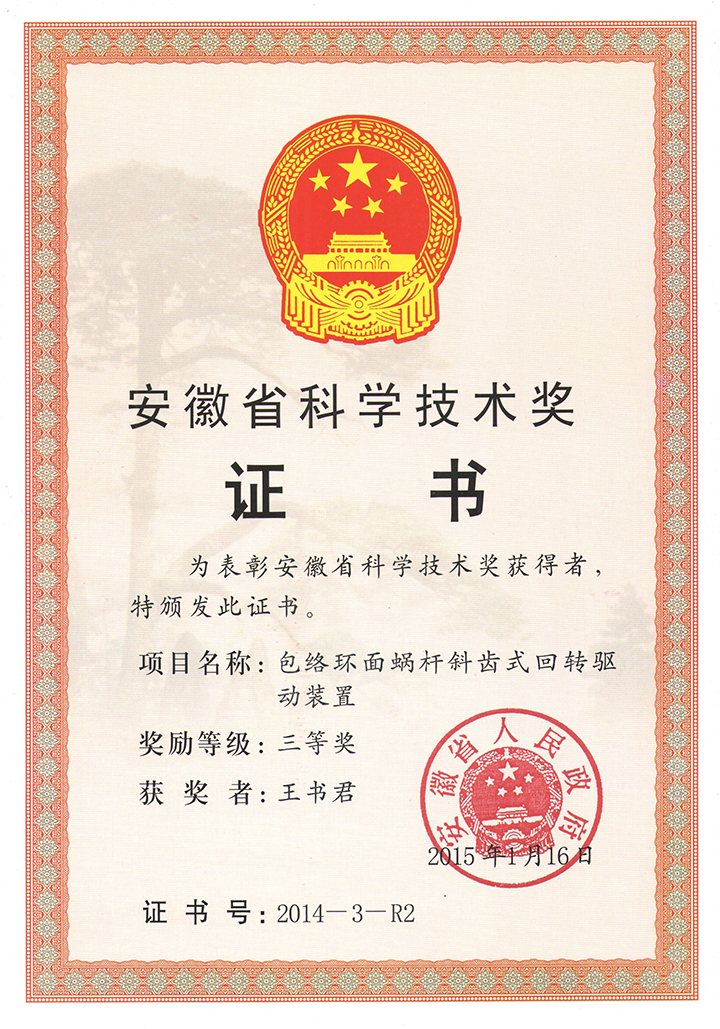 安徽省科学技术奖
证 书
为表彰安徽省科学技术奖获得者，
特颁发此证书。
项目名称：包络环面蜗杆斜齿式回转驱
动装置
奖励等级：三等奖
获 奖 者：王书君
安徽省人民政府
2015 年1月16日
证 书 号：2014－3－R2